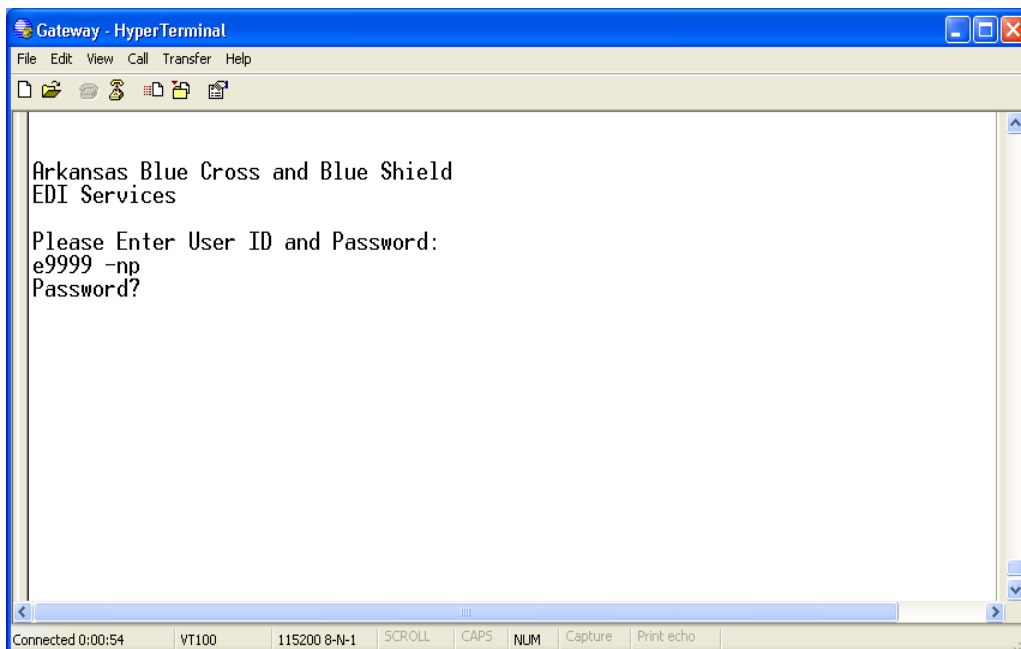 Gateway - HyperTerminal
File Edit View Call Transfer Help
Arkansas Blue Cross and Blue Shield
EDI Services
Please Enter User ID and Password:
e9999 -np
Password?
Connected 0:00:54 VT100 115200 8-N-1 SCROLL CAPS NUM Capture Print echo